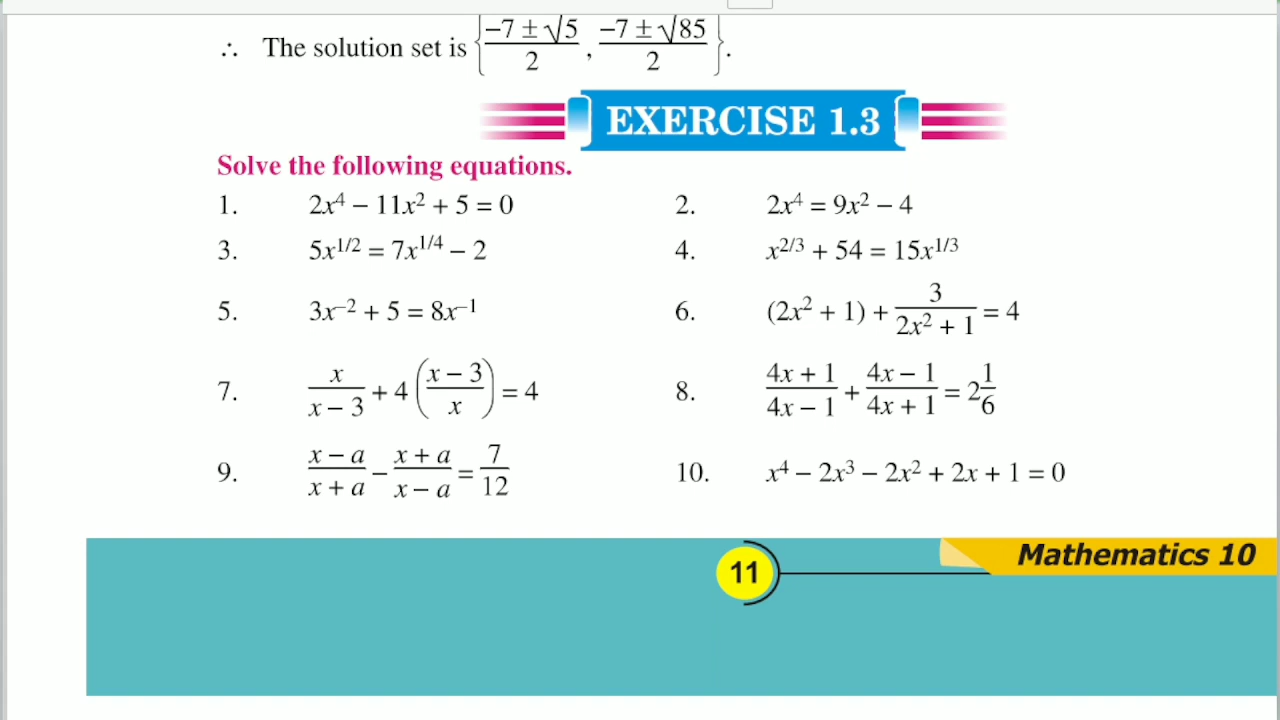 ∴ The solution set is {(−7 ± √5)/2 , (−7 ± √85)/2}.
EXERCISE 1.3
Solve the following equations.
1. 2x⁴ − 11x² + 5 = 0 2. 2x⁴ = 9x² − 4
3. 5x^(1/2) = 7x^(1/4) − 2 4. x^(2/3) + 54 = 15x^(1/3)
5. 3x⁻² + 5 = 8x⁻¹ 6. (2x² + 1) + 3/(2x² + 1) = 4
7. x/(x − 3) + 4((x − 3)/x) = 4 8. (4x + 1)/(4x − 1) + (4x − 1)/(4x + 1) = 2 1/6
9. (x − a)/(x + a) − (x + a)/(x − a) = 7/12 10. x⁴ − 2x³ − 2x² + 2x + 1 = 0
Mathematics 10
11